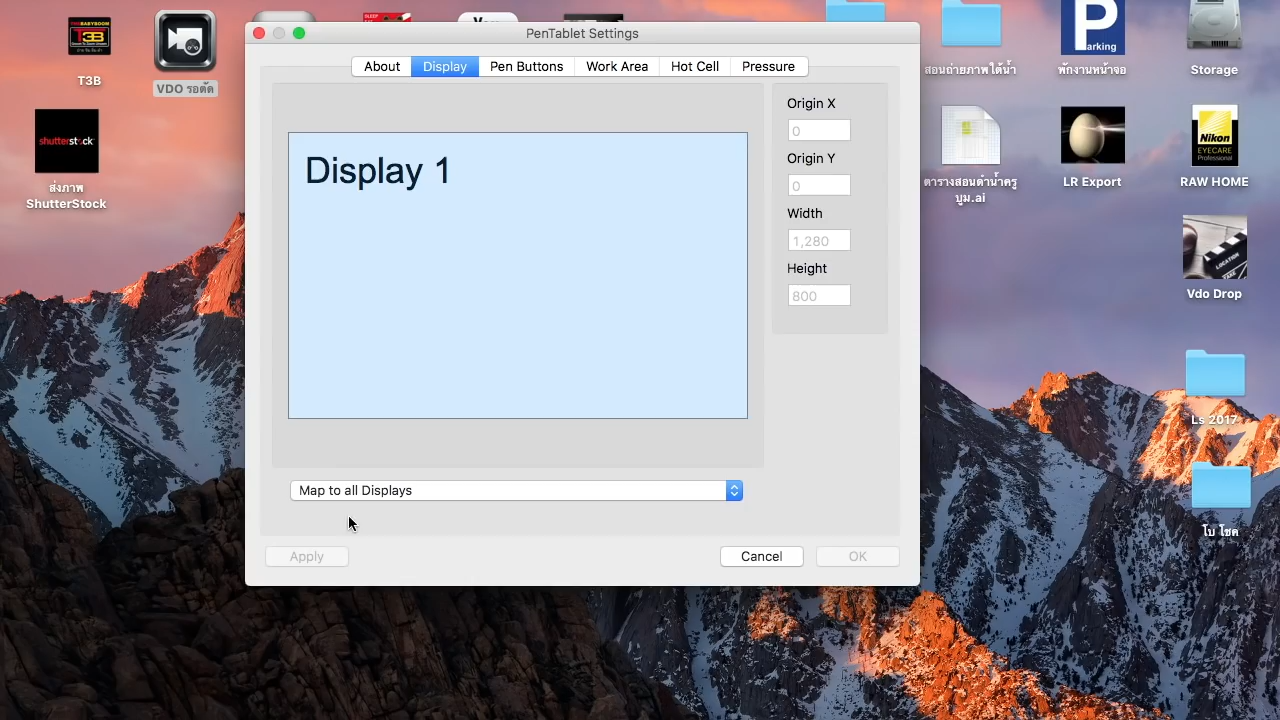 PenTablet Settings
About
Display
Pen Buttons
Work Area
Hot Cell
Pressure
Display 1
Origin X
0
Origin Y
0
Width
1,280
Height
800
Map to all Displays
Apply
Cancel
OK
T3B
T3B
VDO รอตัด
shutterstock
ส่งภาพ
ShutterStock
สอนถ่ายภาพใต้น้ำ
Parking
พักงานหน้าจอ
Storage
ตารางสอนดำน้ำครู
บูม.ai
LR Export
Nikon
EYECARE
Professional
RAW HOME
LOCATION
TAKE
Vdo Drop
Ls 2017
โบ โชค